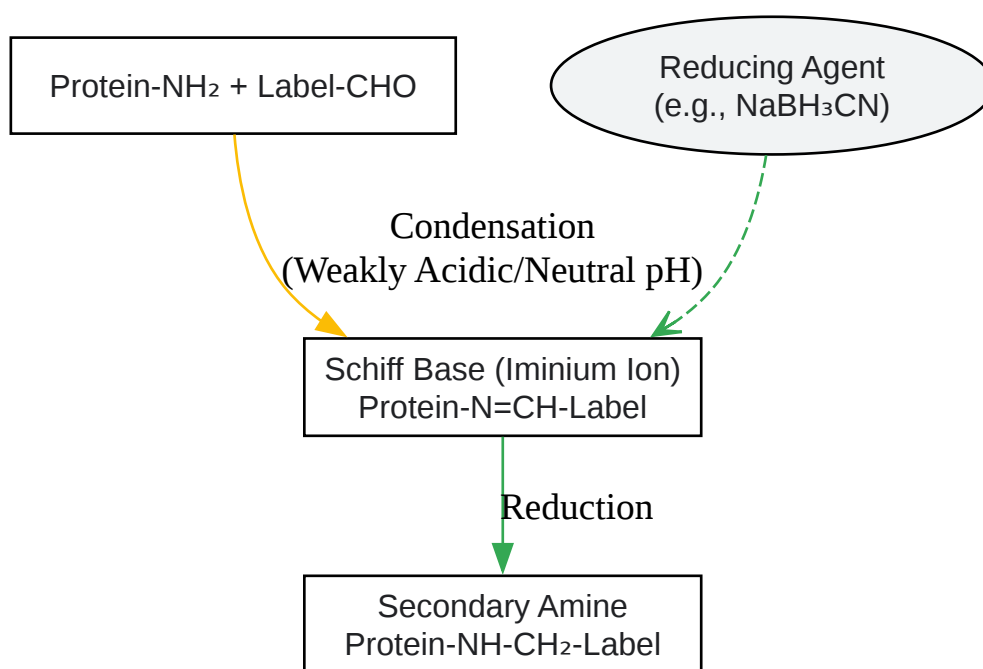 Protein-NH₂ + Label-CHO
Reducing Agent
(e.g., NaBH₃CN)
Condensation
(Weakly Acidic/Neutral pH)
Schiff Base (Iminium Ion)
Protein-N=CH-Label
Reduction
Secondary Amine
Protein-NH-CH₂-Label